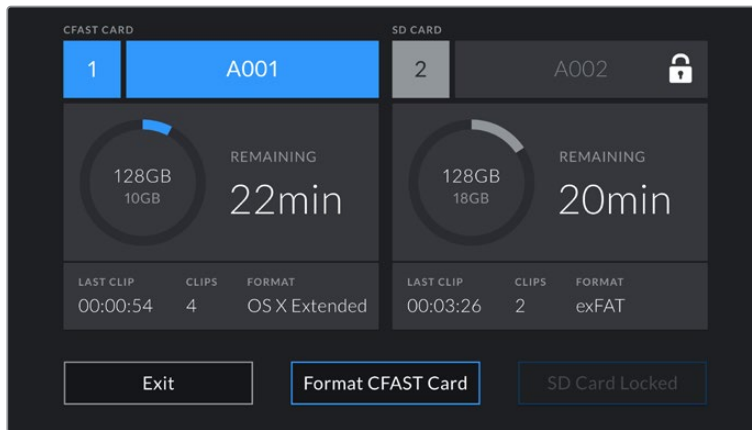 CFAST CARD
1
A001
128GB
10GB
REMAINING
22min
LAST CLIP CLIPS FORMAT
00:00:54 4 OS X Extended
SD CARD
2
A002
128GB
18GB
REMAINING
20min
LAST CLIP CLIPS FORMAT
00:03:26 2 exFAT
Exit
Format CFAST Card
SD Card Locked